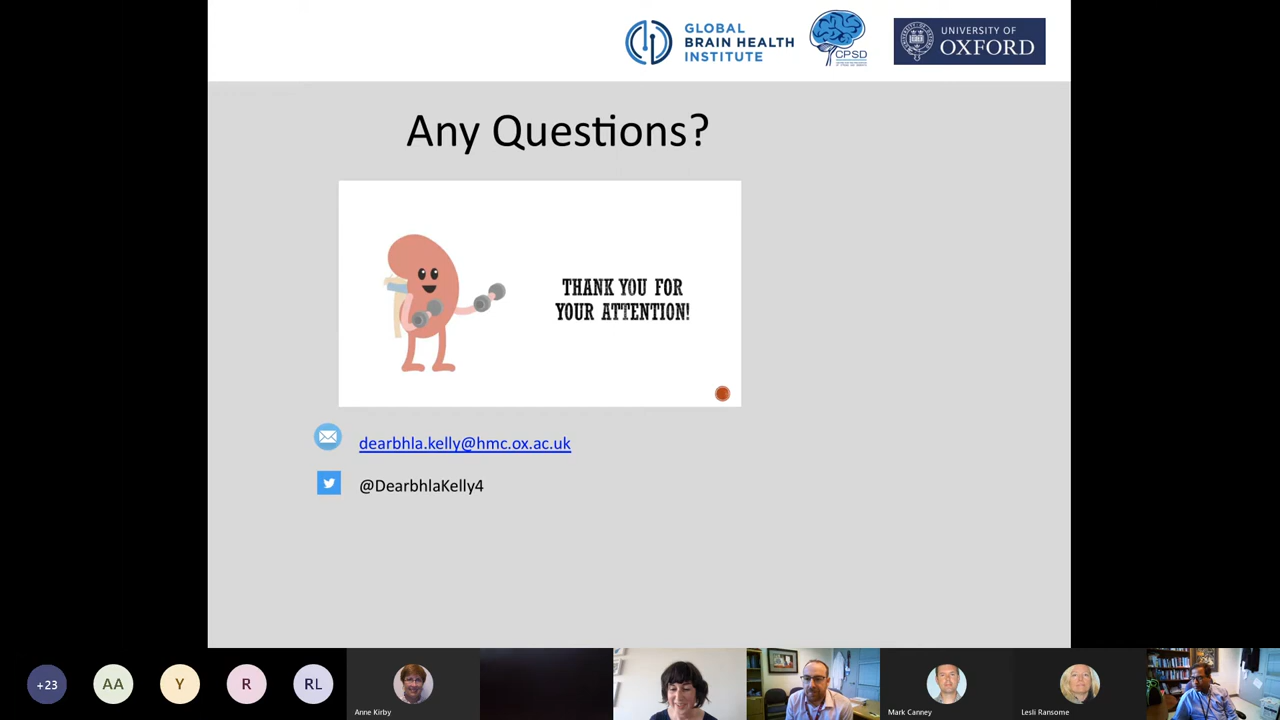 GLOBAL
BRAIN HEALTH
INSTITUTE
CPSD
UNIVERSITY OF
OXFORD
Any Questions?
THANK YOU FOR
YOUR ATTENTION!
dearbhla.kelly@hmc.ox.ac.uk
@DearbhlaKelly4
+23
AA
Y
R
RL
Anne Kirby
Mark Canney
Lesli Ransome